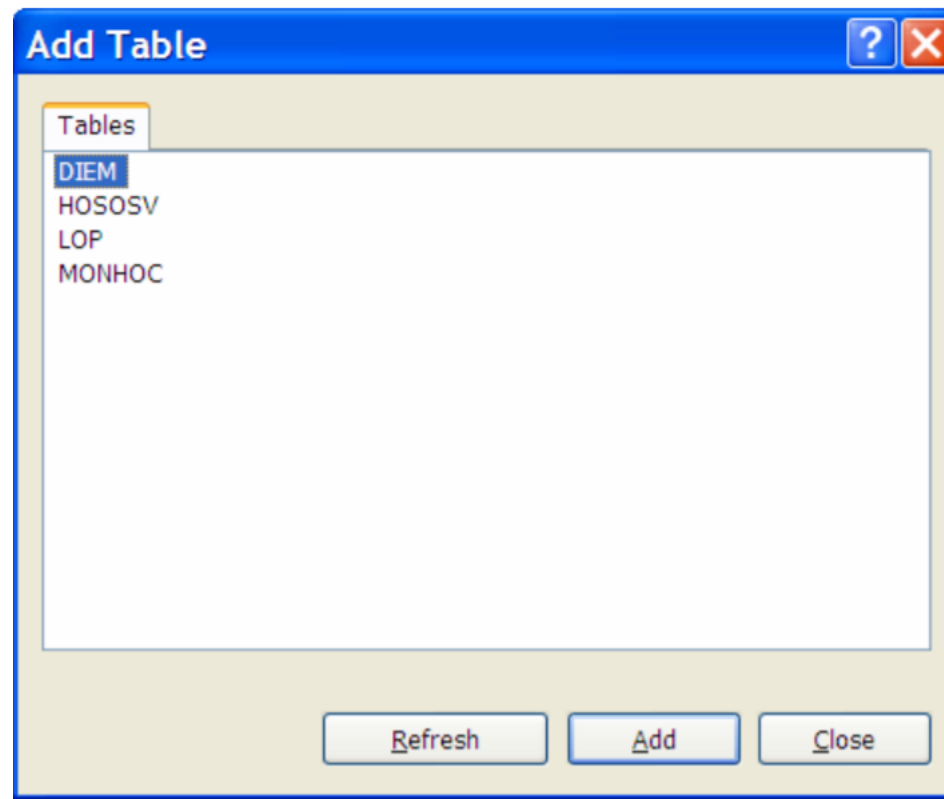 Add Table
Tables
DIEM
HOSOSV
LOP
MONHOC
Refresh Add Close